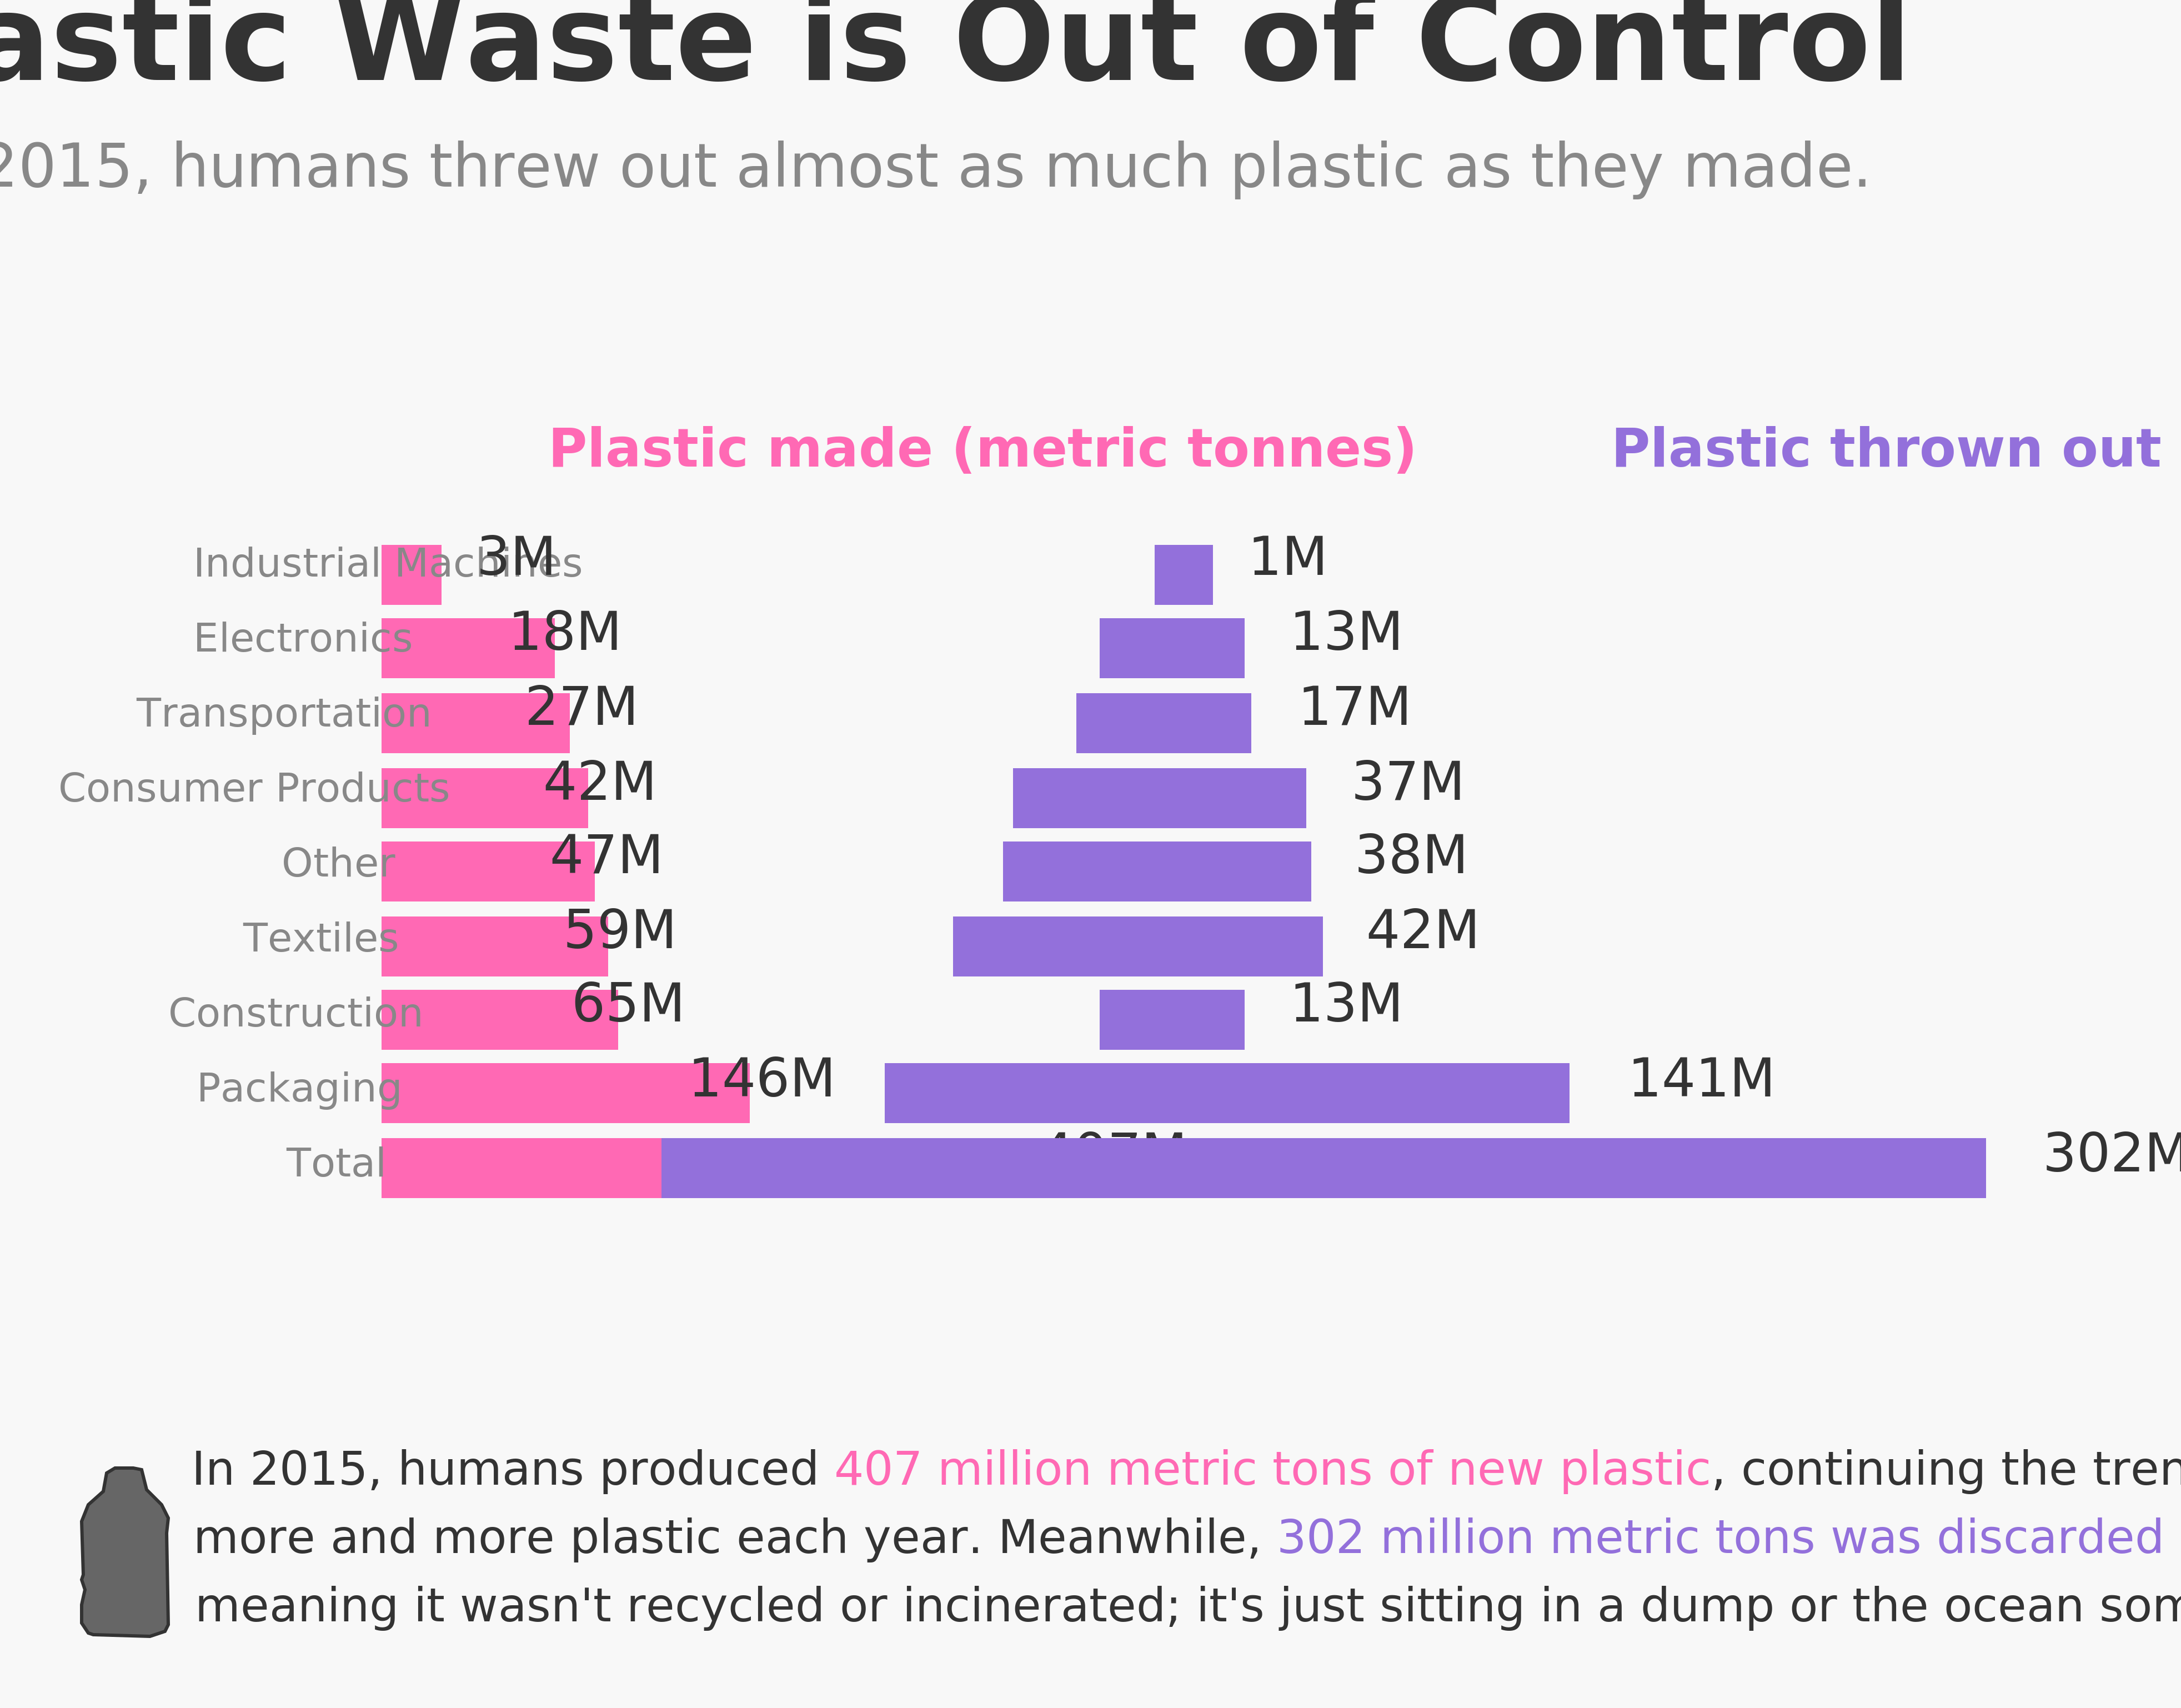 astic Waste is Out of Control
2015, humans threw out almost as much plastic as they made.
Plastic made (metric tonnes) Plastic thrown out
Industrial Machines 3M 1M
Electronics 18M 13M
Transportation 27M 17M
Consumer Products 42M 37M
Other 47M 38M
Textiles 59M 42M
Construction 65M 13M
Packaging 146M 141M
Total 302M
In 2015, humans produced 407 million metric tons of new plastic, continuing the tren
more and more plastic each year. Meanwhile, 302 million metric tons was discarded
meaning it wasn't recycled or incinerated; it's just sitting in a dump or the ocean som